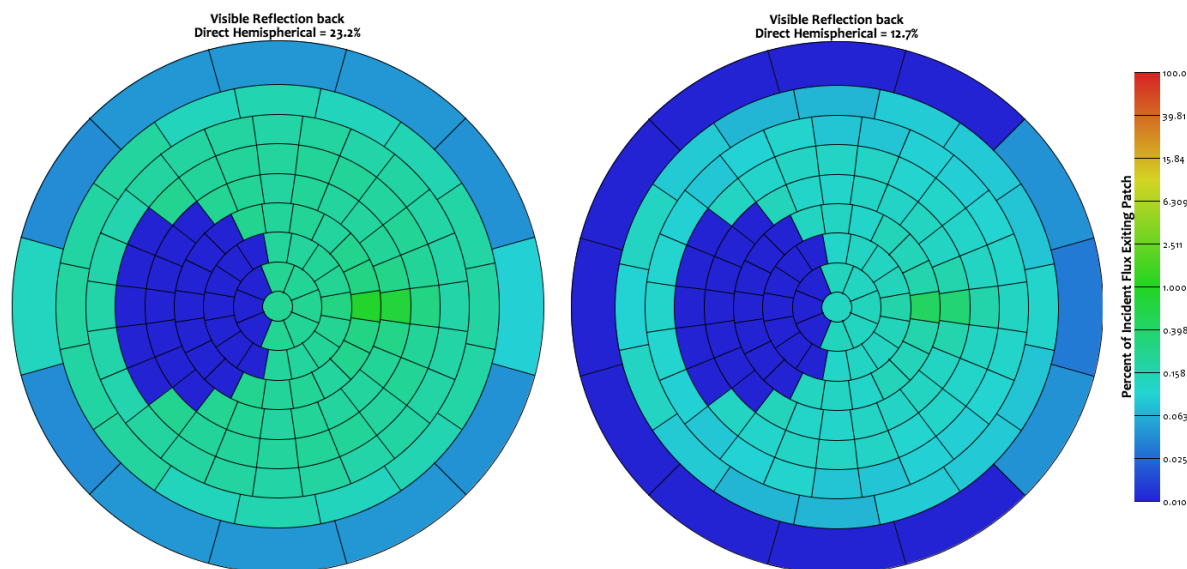 Visible Reflection back
Direct Hemispherical = 23.2%
Visible Reflection back
Direct Hemispherical = 12.7%
Percent of Incident Flux Exiting Patch
100.0
39.81
15.84
6.309
2.511
1.000
0.398
0.158
0.063
0.025
0.010